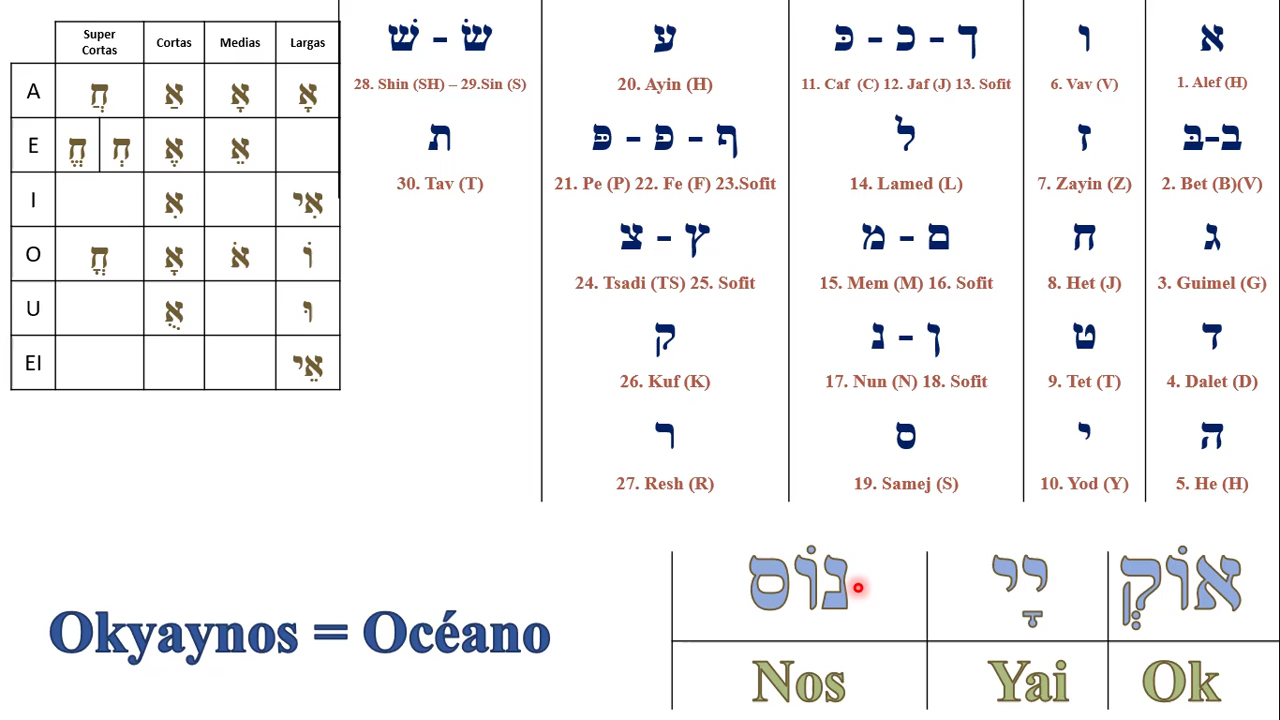 Super Cortas Cortas Medias Largas
A חֲ אַ אָ אָ
E חֱ חְ אֶ אֵ
I אִ אִי
O חֳ אָ אֹ וֹ
U אֻ וּ
EI אֵי
שׁ - שׂ
28. Shin (SH) – 29.Sin (S)
ת
30. Tav (T)
ע
20. Ayin (H)
פּ - פ - ף
21. Pe (P) 22. Fe (F) 23.Sofit
צ - ץ
24. Tsadi (TS) 25. Sofit
ק
26. Kuf (K)
ר
27. Resh (R)
כּ - כ - ך
11. Caf (C) 12. Jaf (J) 13. Sofit
ל
14. Lamed (L)
מ - ם
15. Mem (M) 16. Sofit
נ - ן
17. Nun (N) 18. Sofit
ס
19. Samej (S)
ו
6. Vav (V)
ז
7. Zayin (Z)
ח
8. Het (J)
ט
9. Tet (T)
י
10. Yod (Y)
א
1. Alef (H)
בּ-ב
2. Bet (B)(V)
ג
3. Guimel (G)
ד
4. Dalet (D)
ה
5. He (H)
Okyaynos = Océano
אוֹקְ יָי נוֹס
Nos Yai Ok